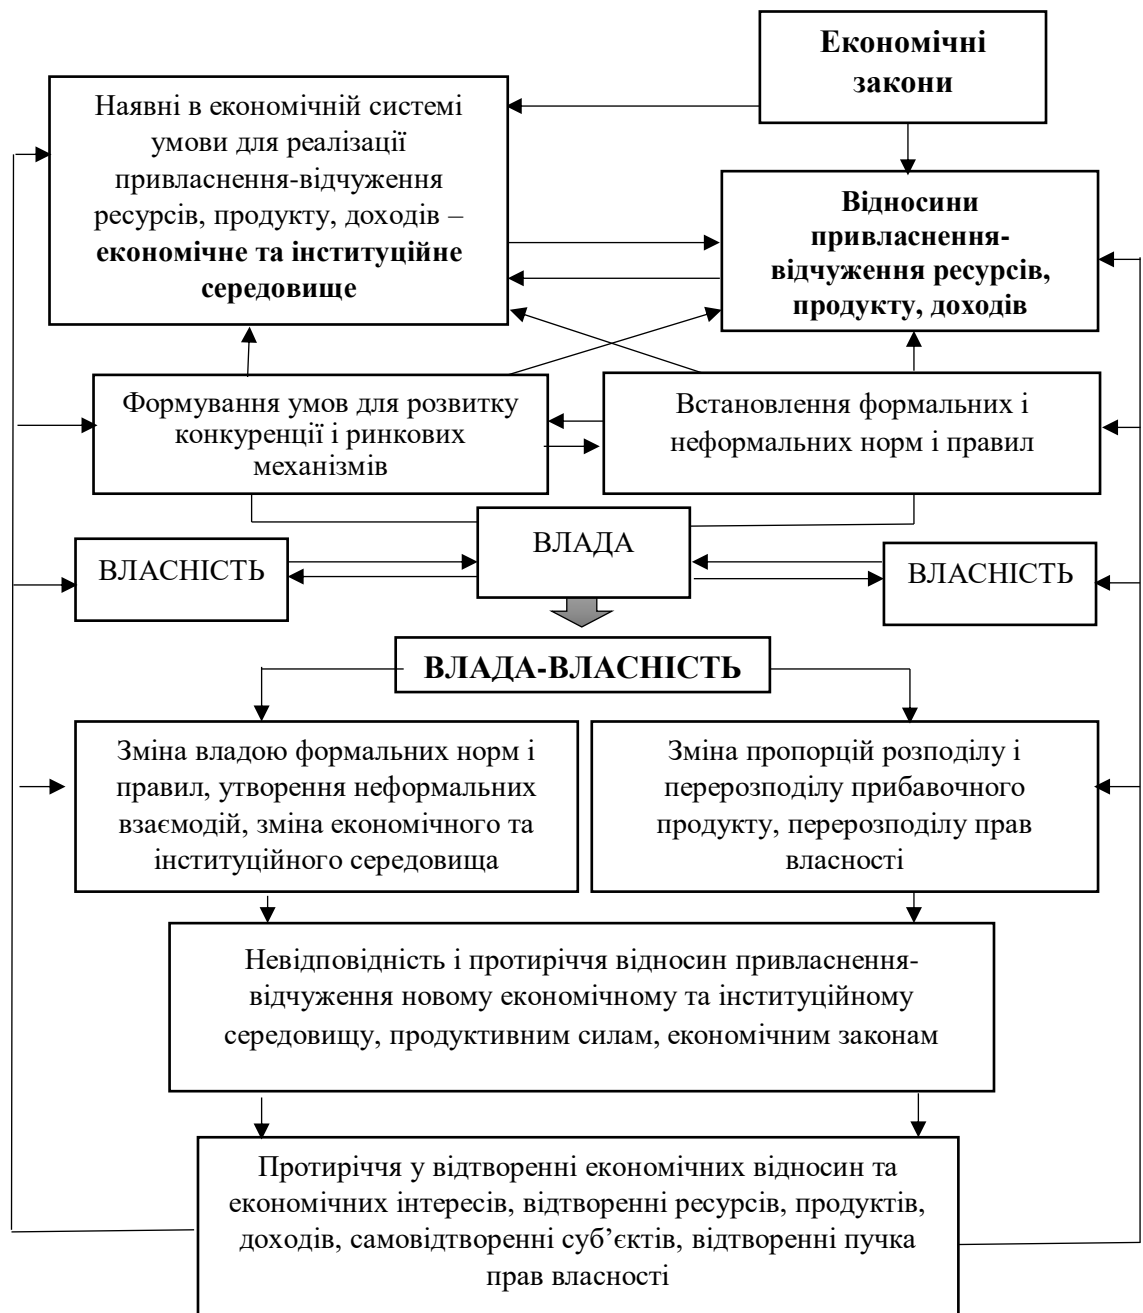 Економічні
закони
Наявні в економічній системі
умови для реалізації
привласнення-відчуження
ресурсів, продукту, доходів –
економічне та інституційне
середовище
Відносини
привласнення-
відчуження ресурсів,
продукту, доходів
Формування умов для розвитку
конкуренції і ринкових
механізмів
Встановлення формальних і
неформальних норм і правил
ВЛАСНІСТЬ
ВЛАДА
ВЛАСНІСТЬ
ВЛАДА-ВЛАСНІСТЬ
Зміна владою формальних норм і
правил, утворення неформальних
взаємодій, зміна економічного та
інституційного середовища
Зміна пропорцій розподілу і
перерозподілу прибавочного
продукту, перерозподілу прав
власності
Невідповідність і протиріччя відносин привласнення-
відчуження новому економічному та інституційному
середовищу, продуктивним силам, економічним законам
Протиріччя у відтворенні економічних відносин та
економічних інтересів, відтворенні ресурсів, продуктів,
доходів, самовідтворенні суб’єктів, відтворенні пучка
прав власності